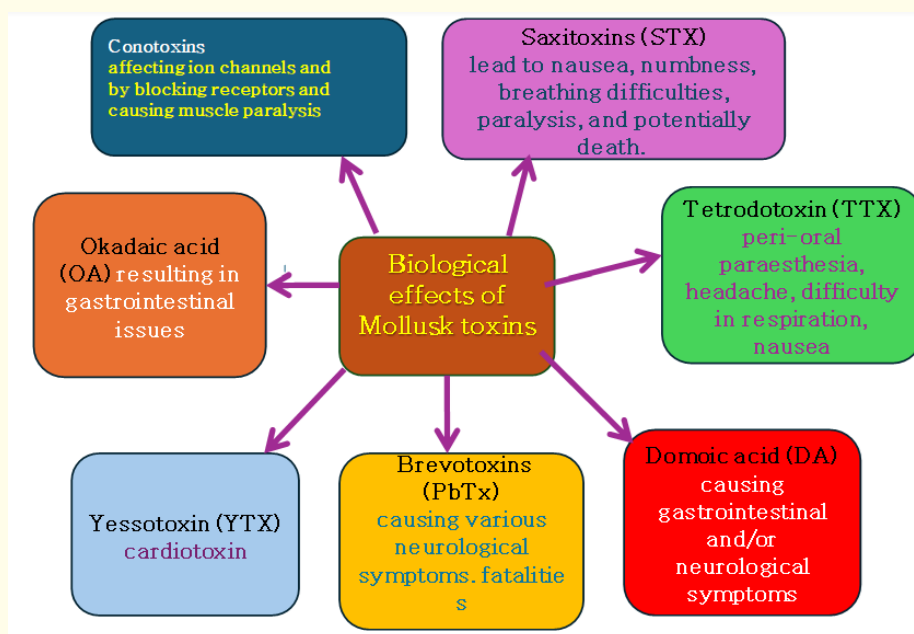 Conotoxins
affecting ion channels and
by blocking receptors and
causing muscle paralysis
Saxitoxins (STX)
lead to nausea, numbness,
breathing difficulties,
paralysis, and potentially
death.
Okadaic acid
(OA) resulting in
gastrointestinal
issues
Biological
effects of
Mollusk toxins
Tetrodotoxin (TTX)
peri-oral
paraesthesia,
headache, difficulty
in respiration,
nausea
Yessotoxin (YTX)
cardiotoxin
Brevotoxins
(PbTx)
causing various
neurological
symptoms. fatalitie
s
Domoic acid (DA)
causing
gastrointestinal
and/or
neurological
symptoms